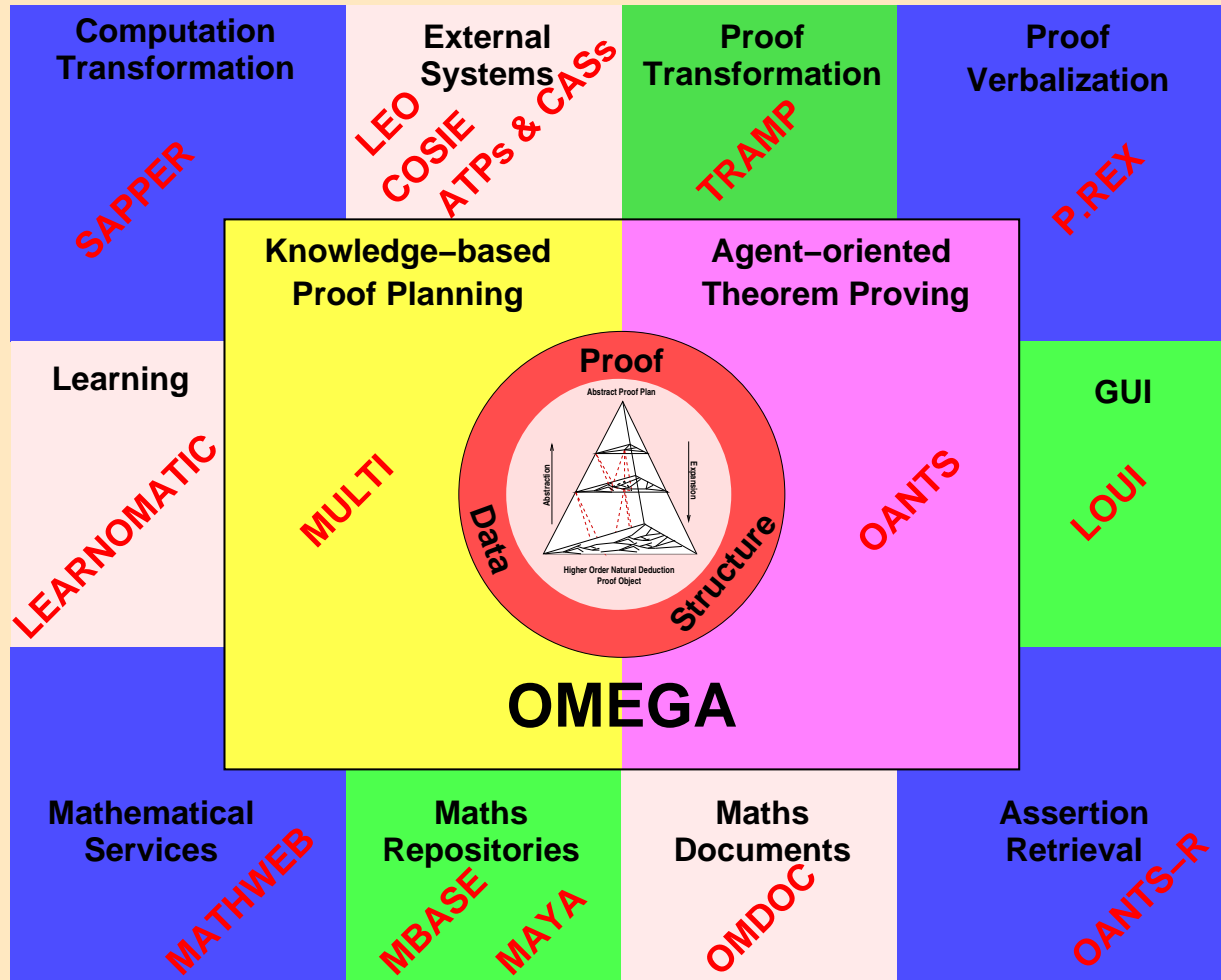 Computation
Transformation
SAPPER
External
Systems
LEO
COSIE
ATPs & CASs
Proof
Transformation
TRAMP
Proof
Verbalization
P.REX
Knowledge−based
Proof Planning
MULTI
Agent−oriented
Theorem Proving
OANTS
Learning
LEARNOMATIC
Proof
Data
Structure
Abstract Proof Plan
Abstraction
Expansion
Higher Order Natural Deduction
Proof Object
GUI
LOUI
OMEGA
Mathematical
Services
MATHWEB
Maths
Repositories
MBASE
MAYA
Maths
Documents
OMDOC
Assertion
Retrieval
OANTS−R